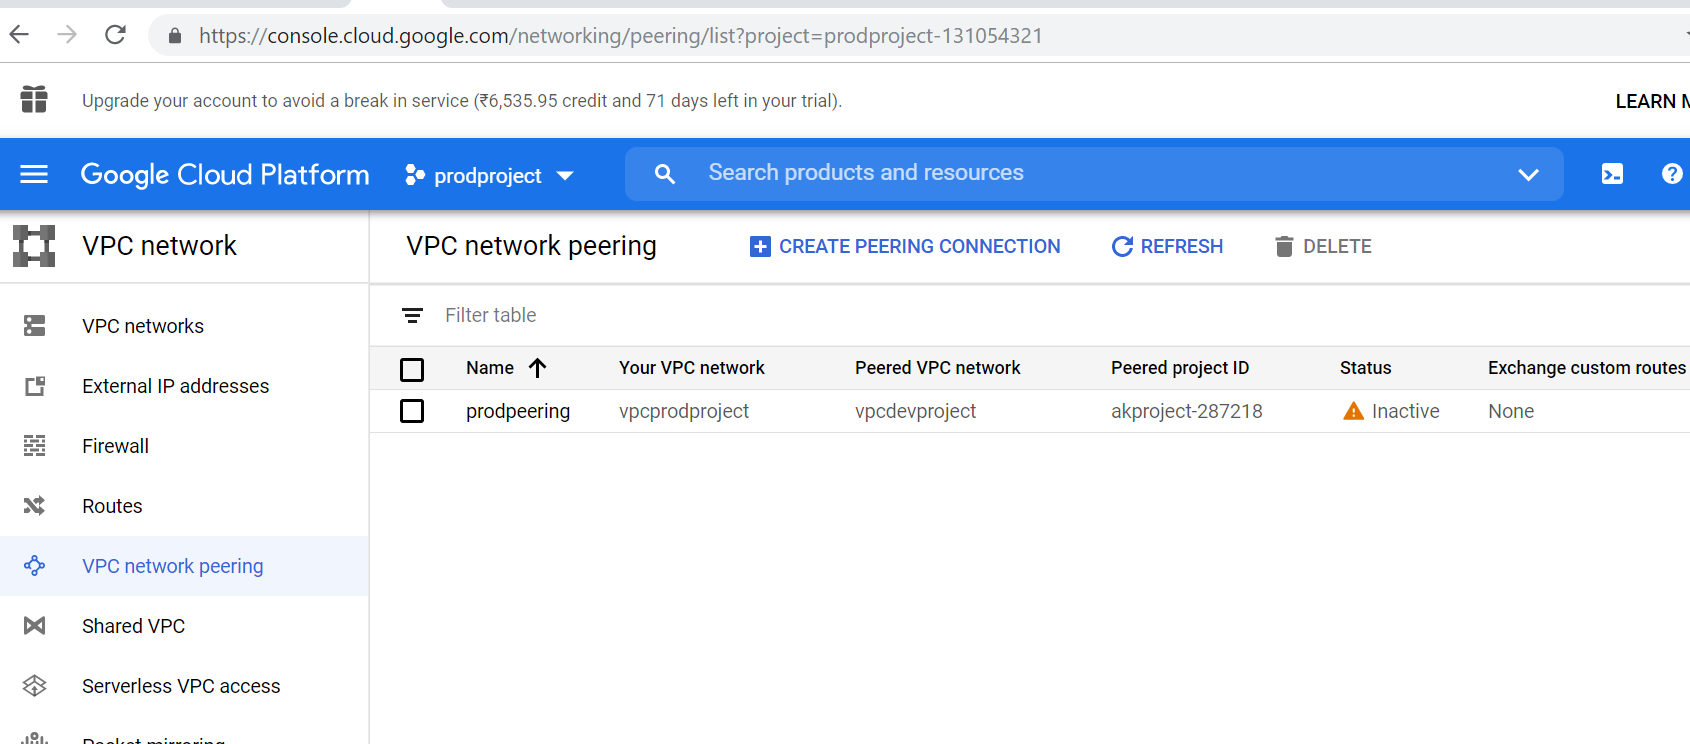 https://console.cloud.google.com/networking/peering/list?project=prodproject-131054321
Upgrade your account to avoid a break in service (₹6,535.95 credit and 71 days left in your trial).
LEARN
Google Cloud Platform
prodproject
Search products and resources
VPC network
VPC network peering
CREATE PEERING CONNECTION
REFRESH
DELETE
VPC networks
External IP addresses
Firewall
Routes
VPC network peering
Shared VPC
Serverless VPC access
Packet mirroring
Filter table
Name Your VPC network Peered VPC network Peered project ID Status Exchange custom routes
prodpeering vpcprodproject vpcdevproject akproject-287218 Inactive None